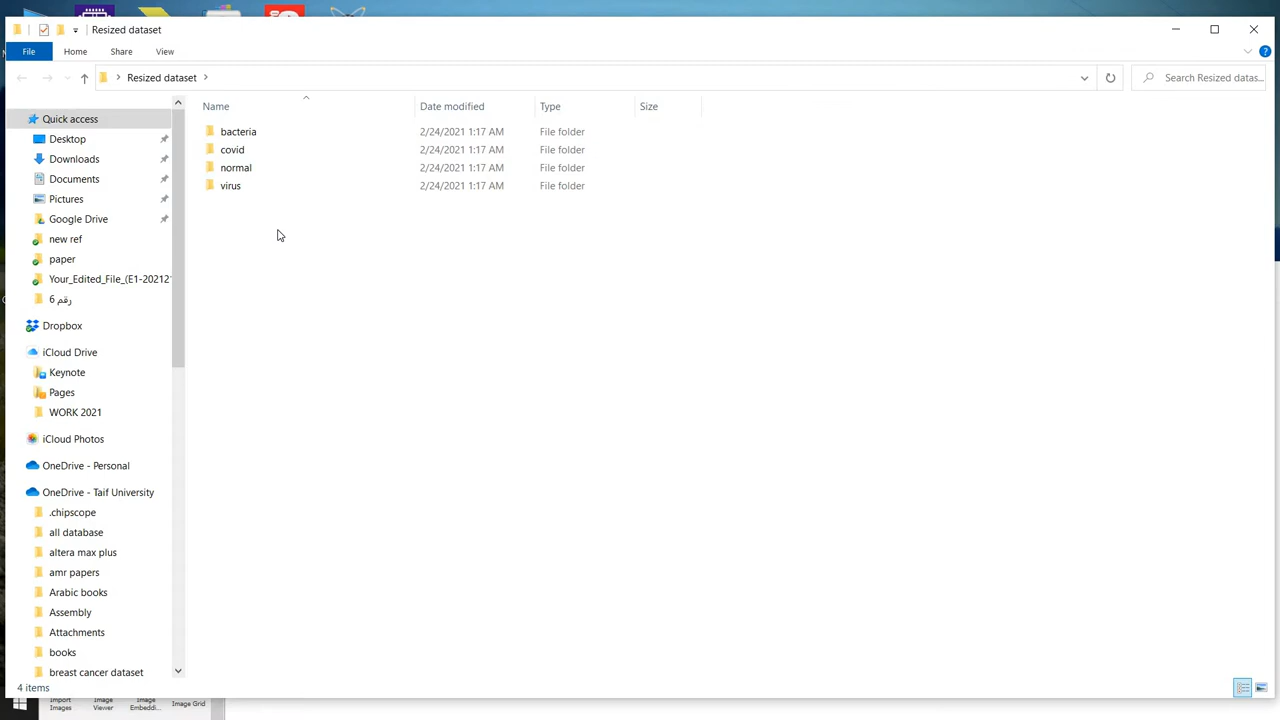 Resized dataset
File
Home
Share
View
Resized dataset
Search Resized datas...
Name
Date modified
Type
Size
bacteria
2/24/2021 1:17 AM
File folder
covid
2/24/2021 1:17 AM
File folder
normal
2/24/2021 1:17 AM
File folder
virus
2/24/2021 1:17 AM
File folder
Quick access
Desktop
Downloads
Documents
Pictures
Google Drive
new ref
paper
Your_Edited_File_(E1-20212
رقم 6
Dropbox
iCloud Drive
Keynote
Pages
WORK 2021
iCloud Photos
OneDrive - Personal
OneDrive - Taif University
.chipscope
all database
altera max plus
amr papers
Arabic books
Assembly
Attachments
books
breast cancer dataset
4 items
Import
Images
Image
Viewer
Image
Embeddi...
Image Grid